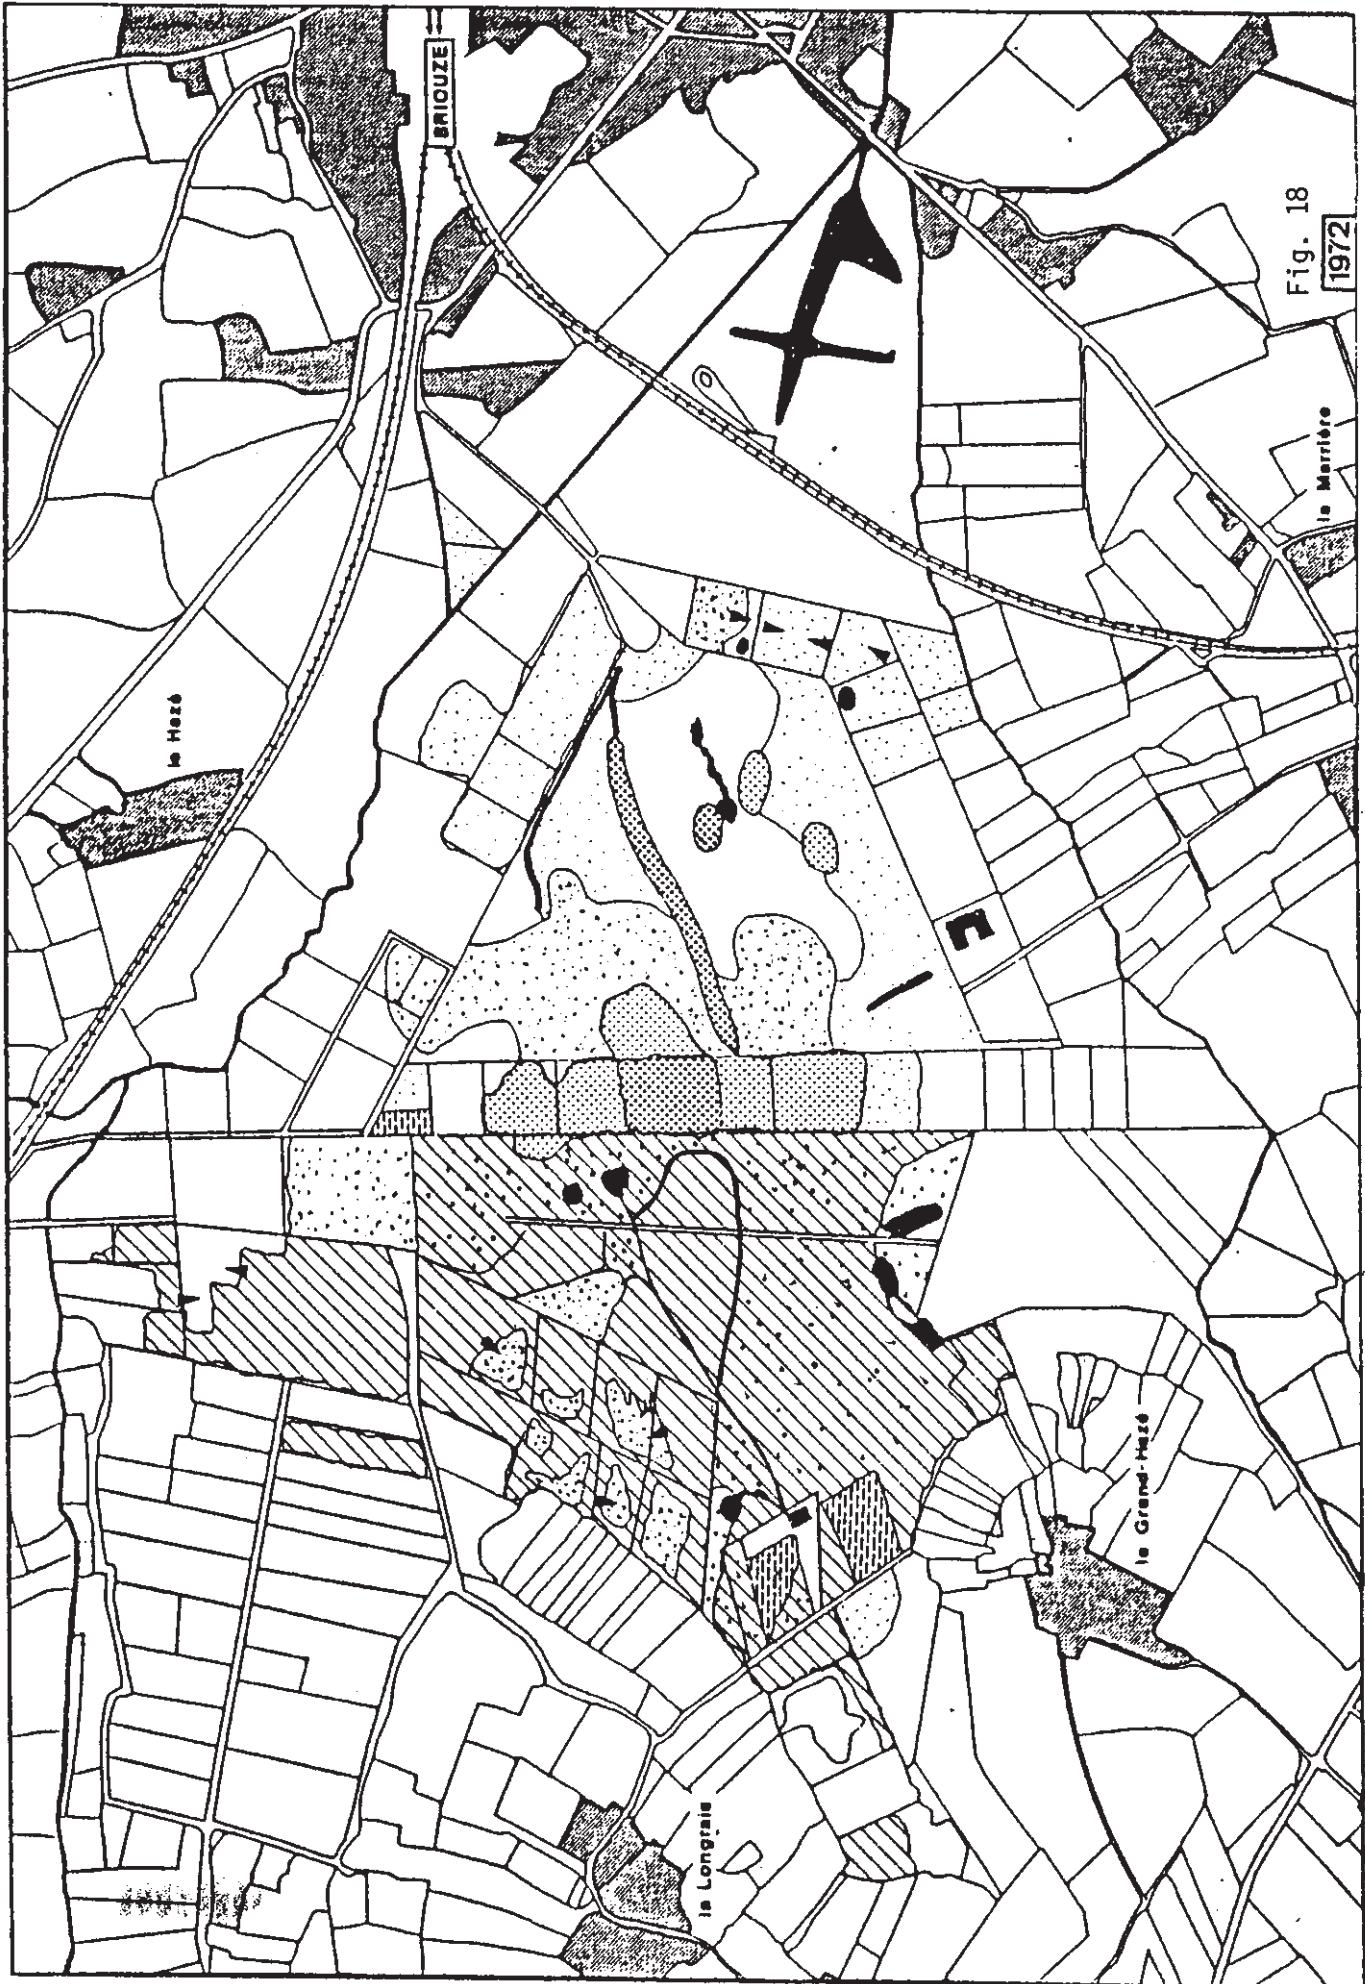 BRIOUZE
le Hazé
la Longrais
le Grand-Hazé
la Marrière
Fig. 18
1972